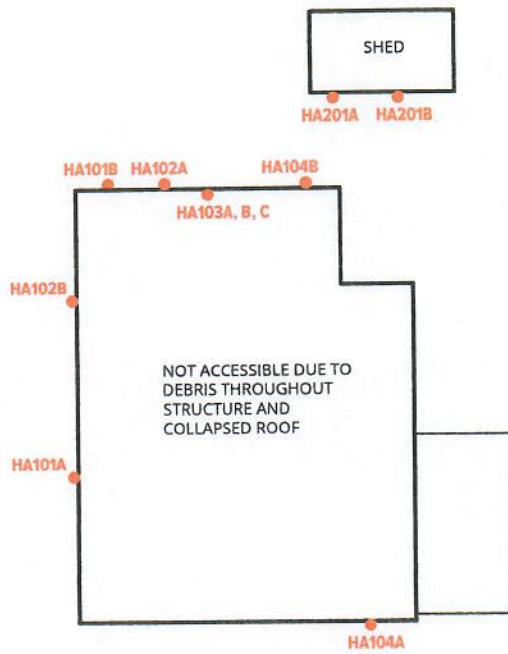 SHED
HA201A HA201B
HA101B HA102A HA104B
HA103A, B, C
HA102B
NOT ACCESSIBLE DUE TO
DEBRIS THROUGHOUT
STRUCTURE AND
COLLAPSED ROOF
HA101A
HA104A